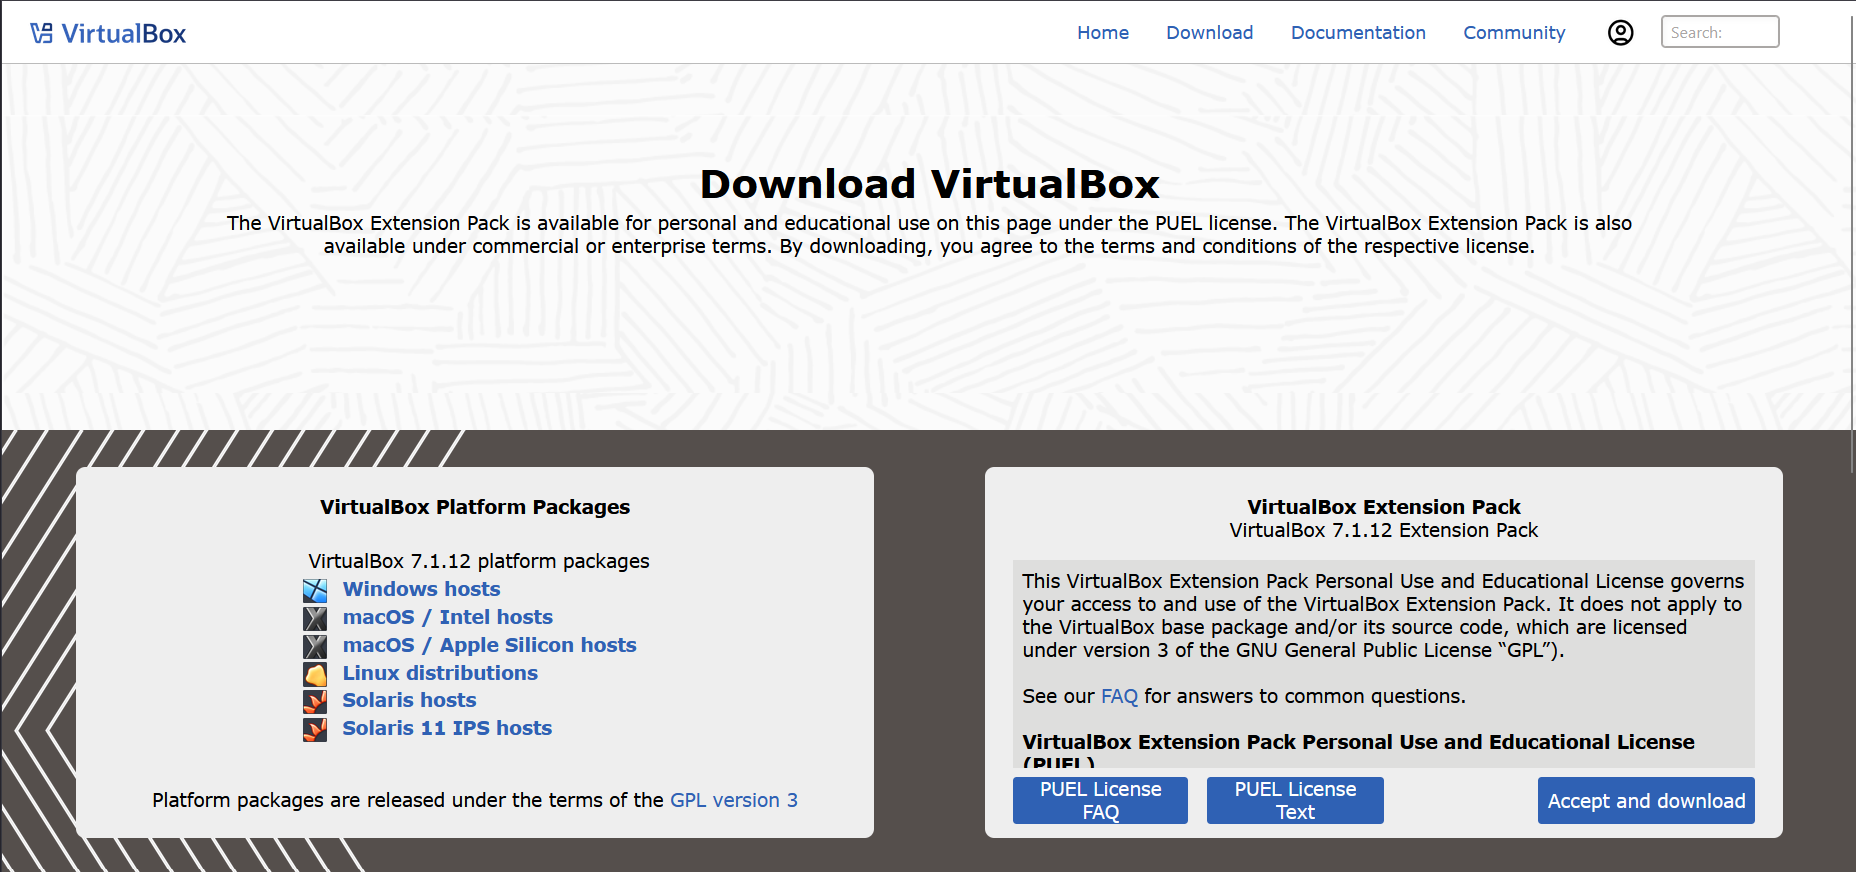 VirtualBox
Home
Download
Documentation
Community
Search:
Download VirtualBox
The VirtualBox Extension Pack is available for personal and educational use on this page under the PUEL license. The VirtualBox Extension Pack is also
available under commercial or enterprise terms. By downloading, you agree to the terms and conditions of the respective license.
VirtualBox Platform Packages
VirtualBox 7.1.12 platform packages
Windows hosts
macOS / Intel hosts
macOS / Apple Silicon hosts
Linux distributions
Solaris hosts
Solaris 11 IPS hosts
Platform packages are released under the terms of the GPL version 3
VirtualBox Extension Pack
VirtualBox 7.1.12 Extension Pack
This VirtualBox Extension Pack Personal Use and Educational License governs
your access to and use of the VirtualBox Extension Pack. It does not apply to
the VirtualBox base package and/or its source code, which are licensed
under version 3 of the GNU General Public License “GPL”).
See our FAQ for answers to common questions.
VirtualBox Extension Pack Personal Use and Educational License
(PUEL)
PUEL License
FAQ
PUEL License
Text
Accept and download